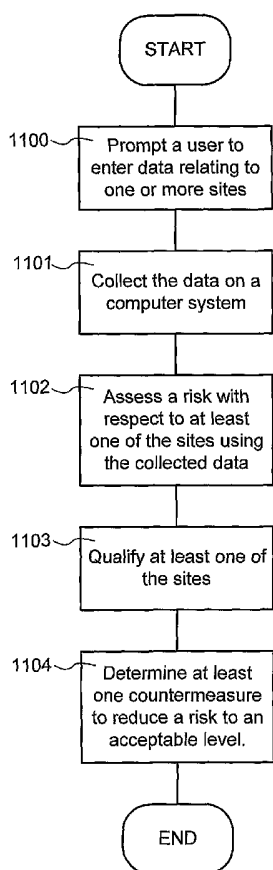 START
1100
Prompt a user to
enter data relating to
one or more sites
1101
Collect the data on a
computer system
1102
Assess a risk with
respect to at least
one of the sites using
the collected data
1103
Qualify at least one of
the sites
1104
Determine at least
one countermeasure
to reduce a risk to an
acceptable level.
END